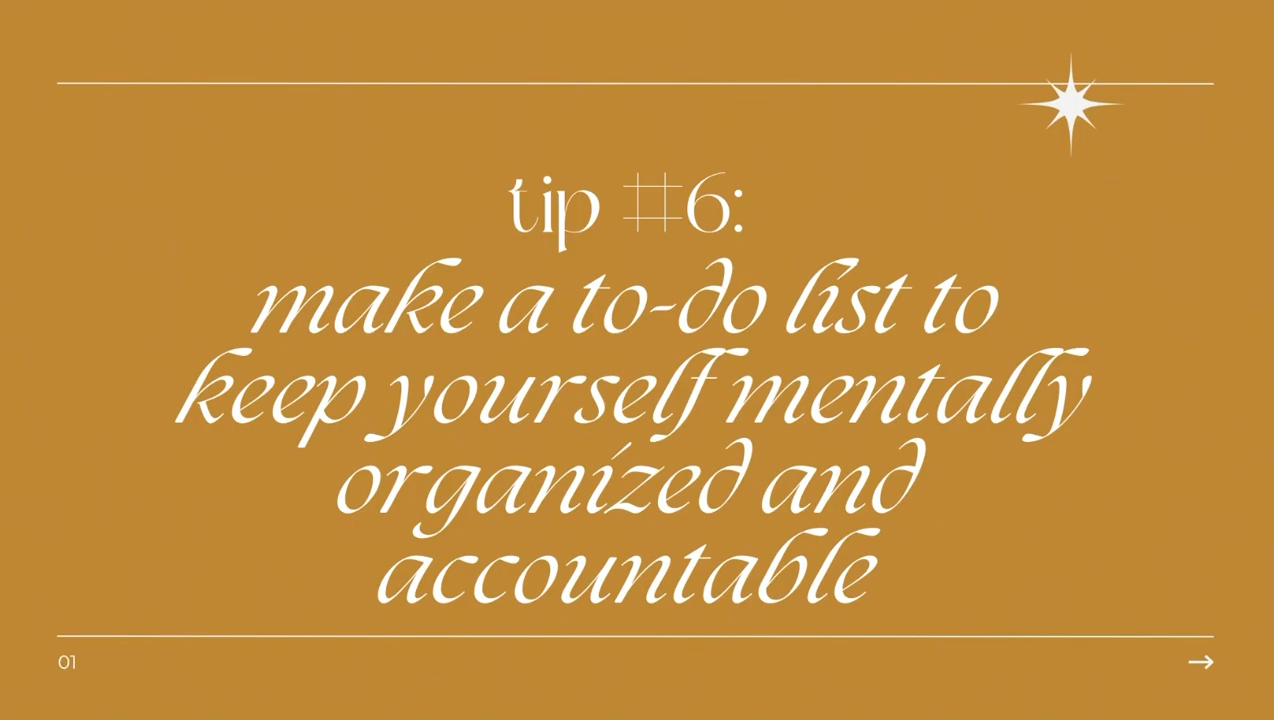 tip #6:
make a to-do list to
keep yourself mentally
organized and
accountable
01
→